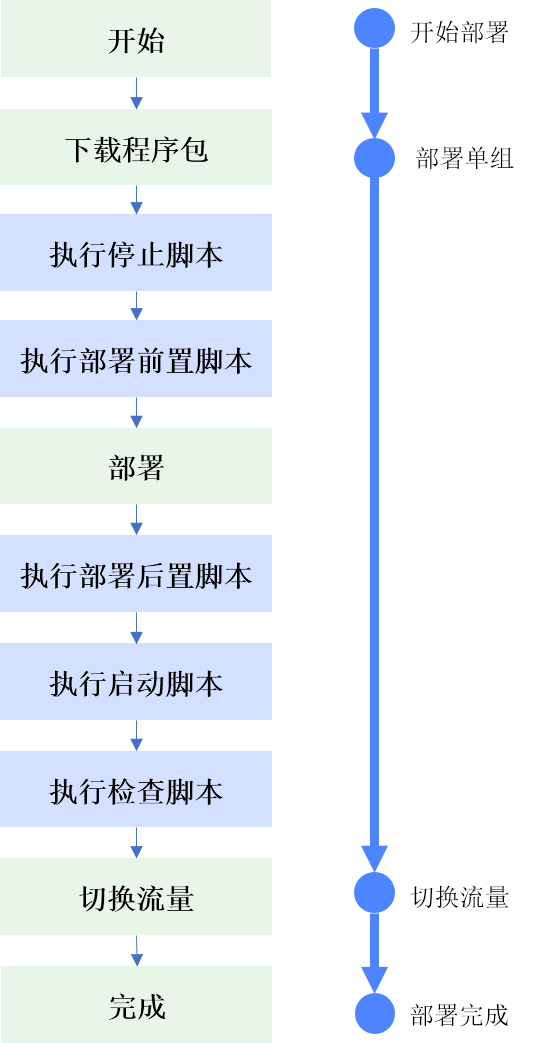 开始
下载程序包
执行停止脚本
执行部署前置脚本
部署
执行部署后置脚本
执行启动脚本
执行检查脚本
切换流量
完成
开始部署
部署单组
切换流量
部署完成